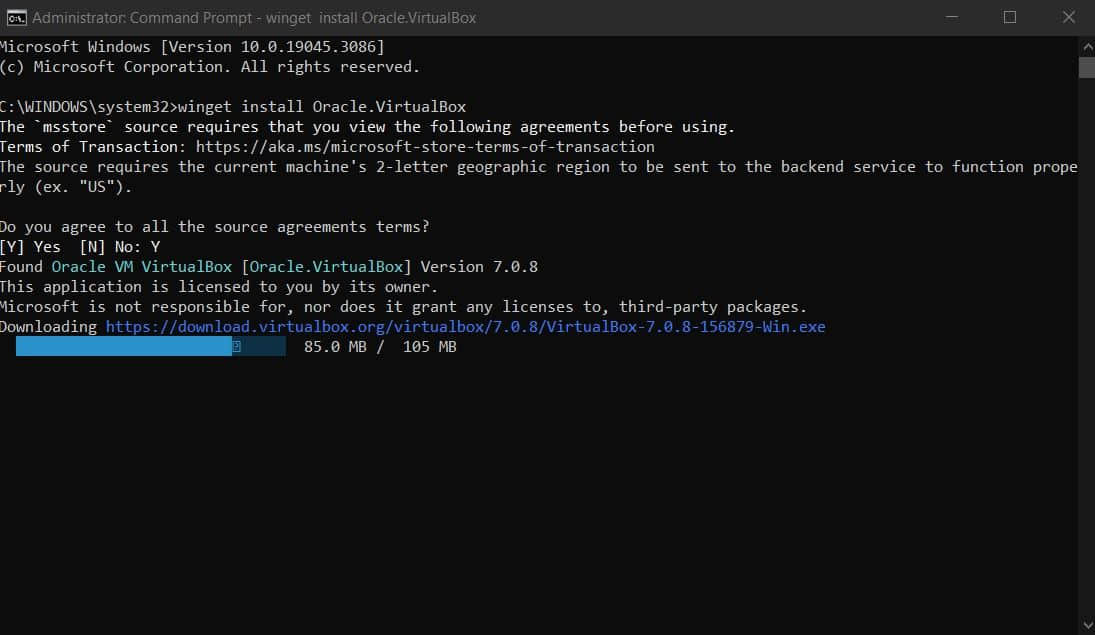 Administrator: Command Prompt - winget  install Oracle.VirtualBox
Microsoft Windows [Version 10.0.19045.3086]
(c) Microsoft Corporation. All rights reserved.
C:\WINDOWS\system32>winget install Oracle.VirtualBox
The `msstore` source requires that you view the following agreements before using.
Terms of Transaction: https://aka.ms/microsoft-store-terms-of-transaction
The source requires the current machine's 2-letter geographic region to be sent to the backend service to function prope
rly (ex. "US").
Do you agree to all the source agreements terms?
[Y] Yes  [N] No: Y
Found Oracle VM VirtualBox [Oracle.VirtualBox] Version 7.0.8
This application is licensed to you by its owner.
Microsoft is not responsible for, nor does it grant any licenses to, third-party packages.
Downloading https://download.virtualbox.org/virtualbox/7.0.8/VirtualBox-7.0.8-156879-Win.exe
85.0 MB /  105 MB